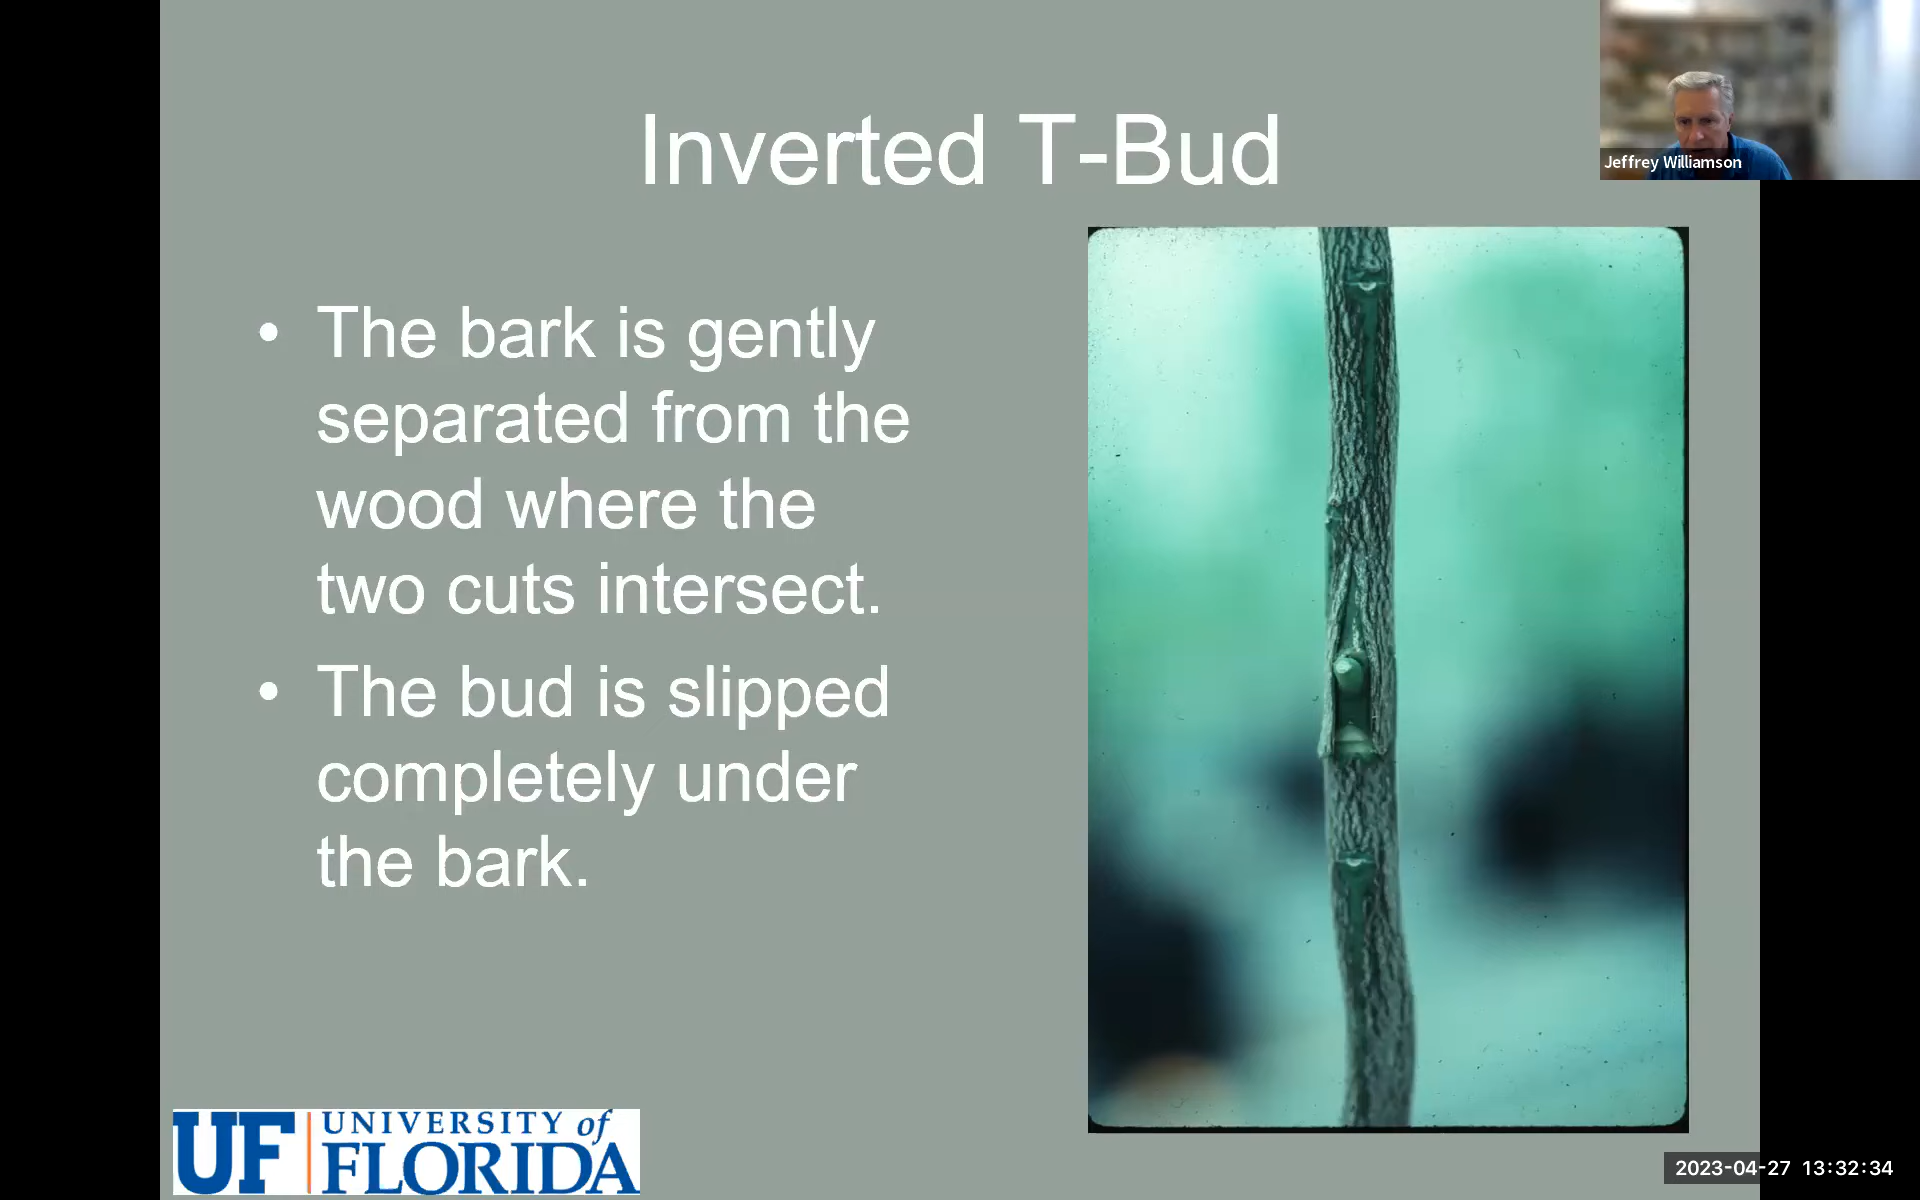 Inverted T-Bud
Jeffrey Williamson
• The bark is gently
separated from the
wood where the
two cuts intersect.
• The bud is slipped
completely under
the bark.
UF UNIVERSITY of
FLORIDA
2023-04-27 13:32:34